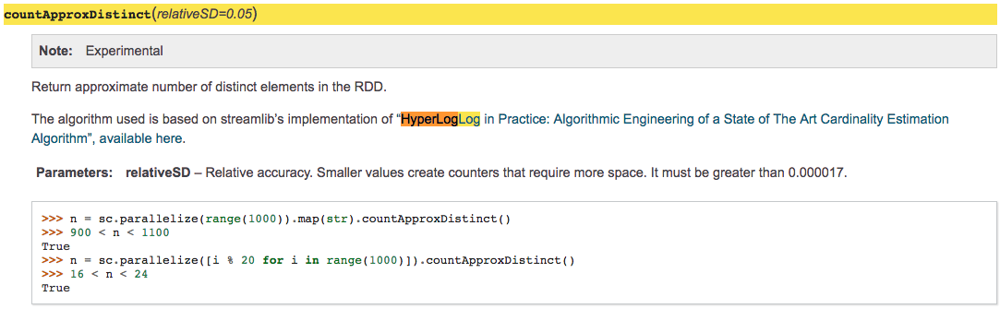 countApproxDistinct(relativeSD=0.05)
Note: Experimental
Return approximate number of distinct elements in the RDD.
The algorithm used is based on streamlib's implementation of “HyperLogLog in Practice: Algorithmic Engineering of a State of The Art Cardinality Estimation
Algorithm”, available here.
Parameters: relativeSD – Relative accuracy. Smaller values create counters that require more space. It must be greater than 0.000017.
>>> n = sc.parallelize(range(1000)).map(str).countApproxDistinct()
>>> 900 < n < 1100
True
>>> n = sc.parallelize([i % 20 for i in range(1000)]).countApproxDistinct()
>>> 16 < n < 24
True